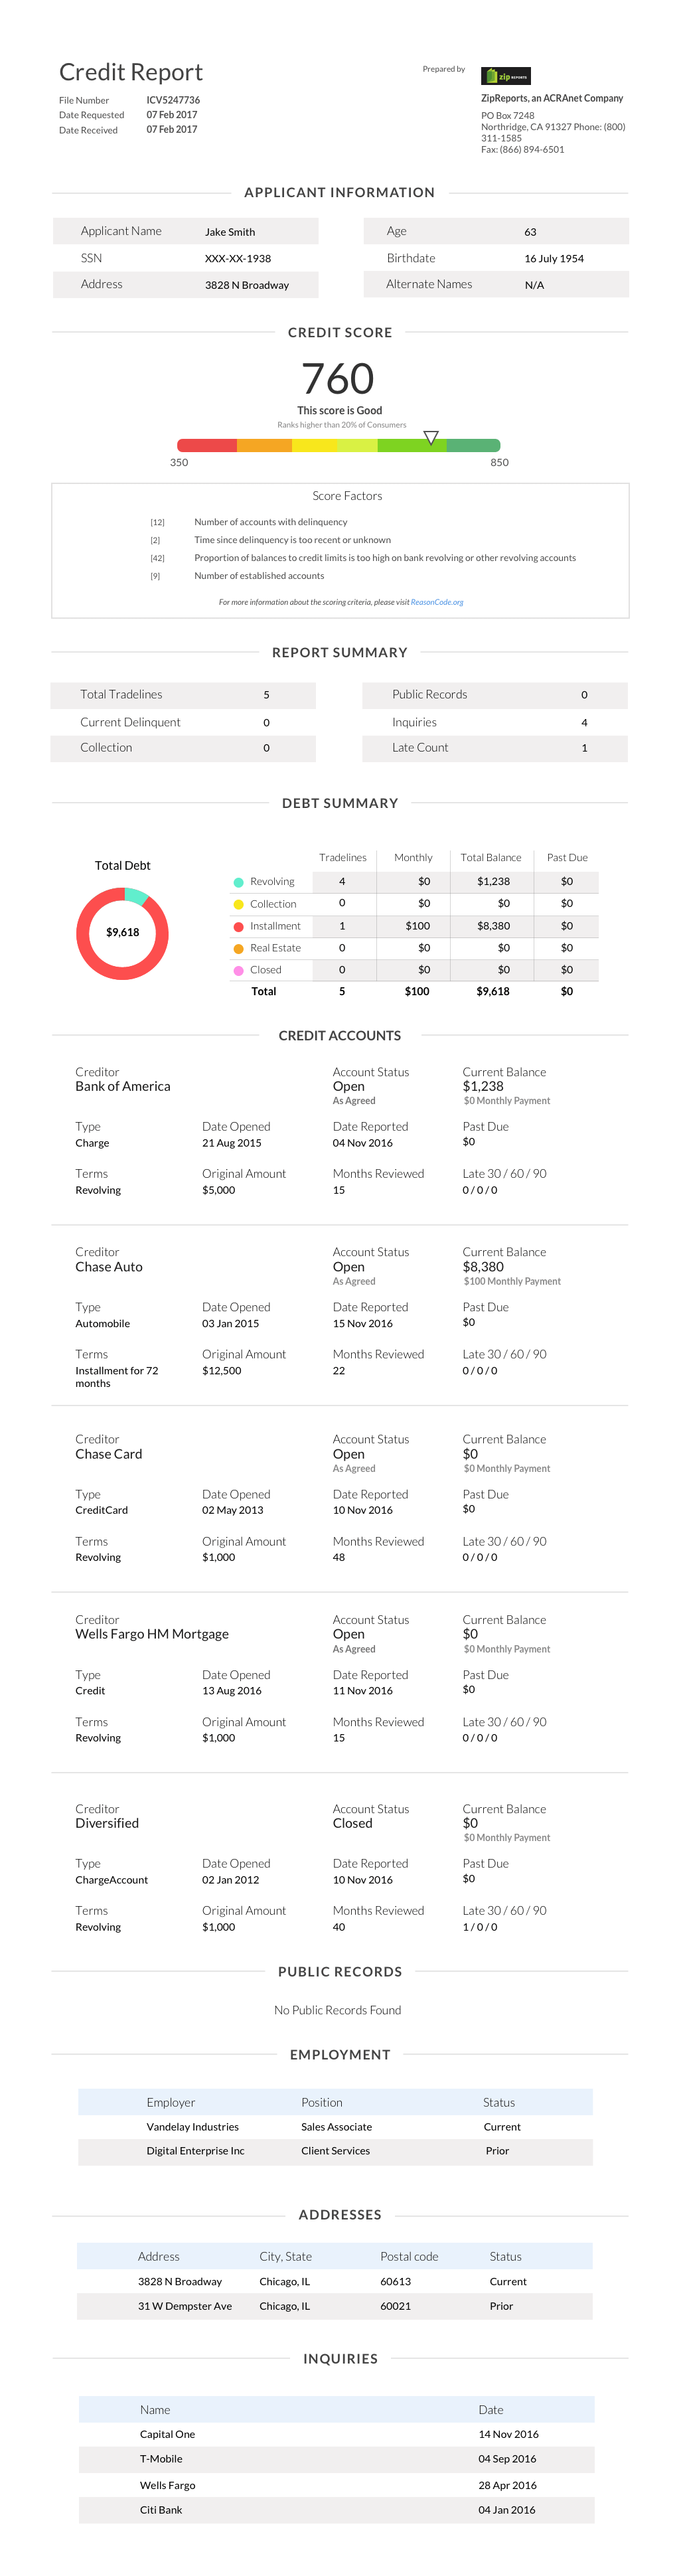 Credit Report
Prepared by
zip REPORTS
File Number ICV5247736
Date Requested 07 Feb 2017
Date Received 07 Feb 2017
ZipReports, an ACRAnet Company
PO Box 7248
Northridge, CA 91327 Phone: (800)
311-1585
Fax: (866) 894-6501
APPLICANT INFORMATION
Applicant Name Jake Smith Age 63
SSN XXX-XX-1938 Birthdate 16 July 1954
Address 3828 N Broadway Alternate Names N/A
CREDIT SCORE
760
This score is Good
Ranks higher than 20% of Consumers
350 850
Score Factors
[12] Number of accounts with delinquency
[2] Time since delinquency is too recent or unknown
[42] Proportion of balances to credit limits is too high on bank revolving or other revolving accounts
[9] Number of established accounts
For more information about the scoring criteria, please visit ReasonCode.org
REPORT SUMMARY
Total Tradelines 5 Public Records 0
Current Delinquent 0 Inquiries 4
Collection 0 Late Count 1
DEBT SUMMARY
Total Debt
$9,618
Tradelines Monthly Total Balance Past Due
Revolving 4 $0 $1,238 $0
Collection 0 $0 $0 $0
Installment 1 $100 $8,380 $0
Real Estate 0 $0 $0 $0
Closed 0 $0 $0 $0
Total 5 $100 $9,618 $0
CREDIT ACCOUNTS
Creditor Account Status Current Balance
Bank of America Open $1,238
As Agreed $0 Monthly Payment
Type Date Opened Date Reported Past Due
Charge 21 Aug 2015 04 Nov 2016 $0
Terms Original Amount Months Reviewed Late 30 / 60 / 90
Revolving $5,000 15 0 / 0 / 0
Creditor Account Status Current Balance
Chase Auto Open $8,380
As Agreed $100 Monthly Payment
Type Date Opened Date Reported Past Due
Automobile 03 Jan 2015 15 Nov 2016 $0
Terms Original Amount Months Reviewed Late 30 / 60 / 90
Installment for 72 $12,500 22 0 / 0 / 0
months
Creditor Account Status Current Balance
Chase Card Open $0
As Agreed $0 Monthly Payment
Type Date Opened Date Reported Past Due
CreditCard 02 May 2013 10 Nov 2016 $0
Terms Original Amount Months Reviewed Late 30 / 60 / 90
Revolving $1,000 48 0 / 0 / 0
Creditor Account Status Current Balance
Wells Fargo HM Mortgage Open $0
As Agreed $0 Monthly Payment
Type Date Opened Date Reported Past Due
Credit 13 Aug 2016 11 Nov 2016 $0
Terms Original Amount Months Reviewed Late 30 / 60 / 90
Revolving $1,000 15 0 / 0 / 0
Creditor Account Status Current Balance
Diversified Closed $0
$0 Monthly Payment
Type Date Opened Date Reported Past Due
ChargeAccount 02 Jan 2012 10 Nov 2016 $0
Terms Original Amount Months Reviewed Late 30 / 60 / 90
Revolving $1,000 40 1 / 0 / 0
PUBLIC RECORDS
No Public Records Found
EMPLOYMENT
Employer Position Status
Vandelay Industries Sales Associate Current
Digital Enterprise Inc Client Services Prior
ADDRESSES
Address City, State Postal code Status
3828 N Broadway Chicago, IL 60613 Current
31 W Dempster Ave Chicago, IL 60021 Prior
INQUIRIES
Name Date
Capital One 14 Nov 2016
T-Mobile 04 Sep 2016
Wells Fargo 28 Apr 2016
Citi Bank 04 Jan 2016